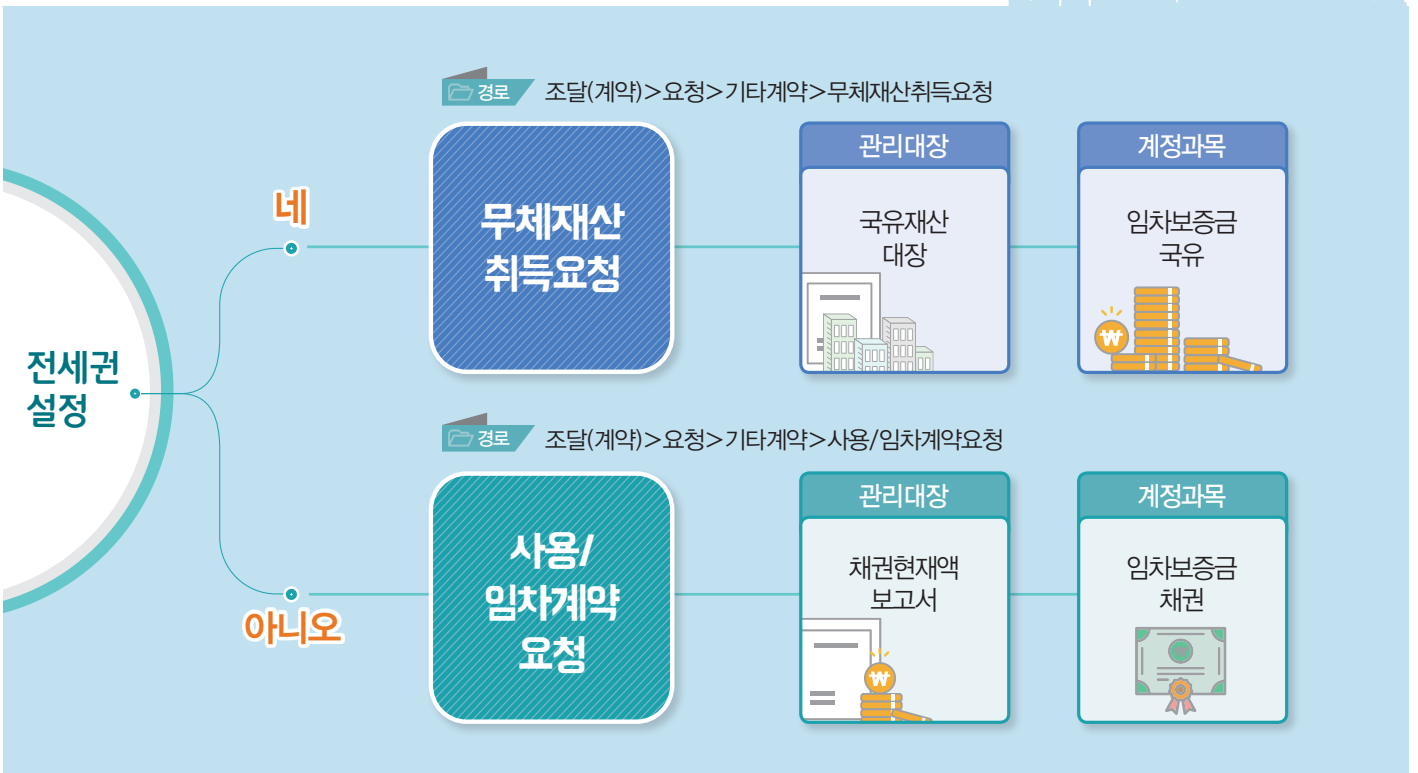 전세권
설정
네
경로 조달(계약)>요청>기타계약>무체재산취득요청
무체재산
취득요청
관리대장
국유재산
대장
계정과목
임차보증금
국유
아니오
경로 조달(계약)>요청>기타계약>사용/임차계약요청
사용/
임차계약
요청
관리대장
채권현재액
보고서
계정과목
임차보증금
채권